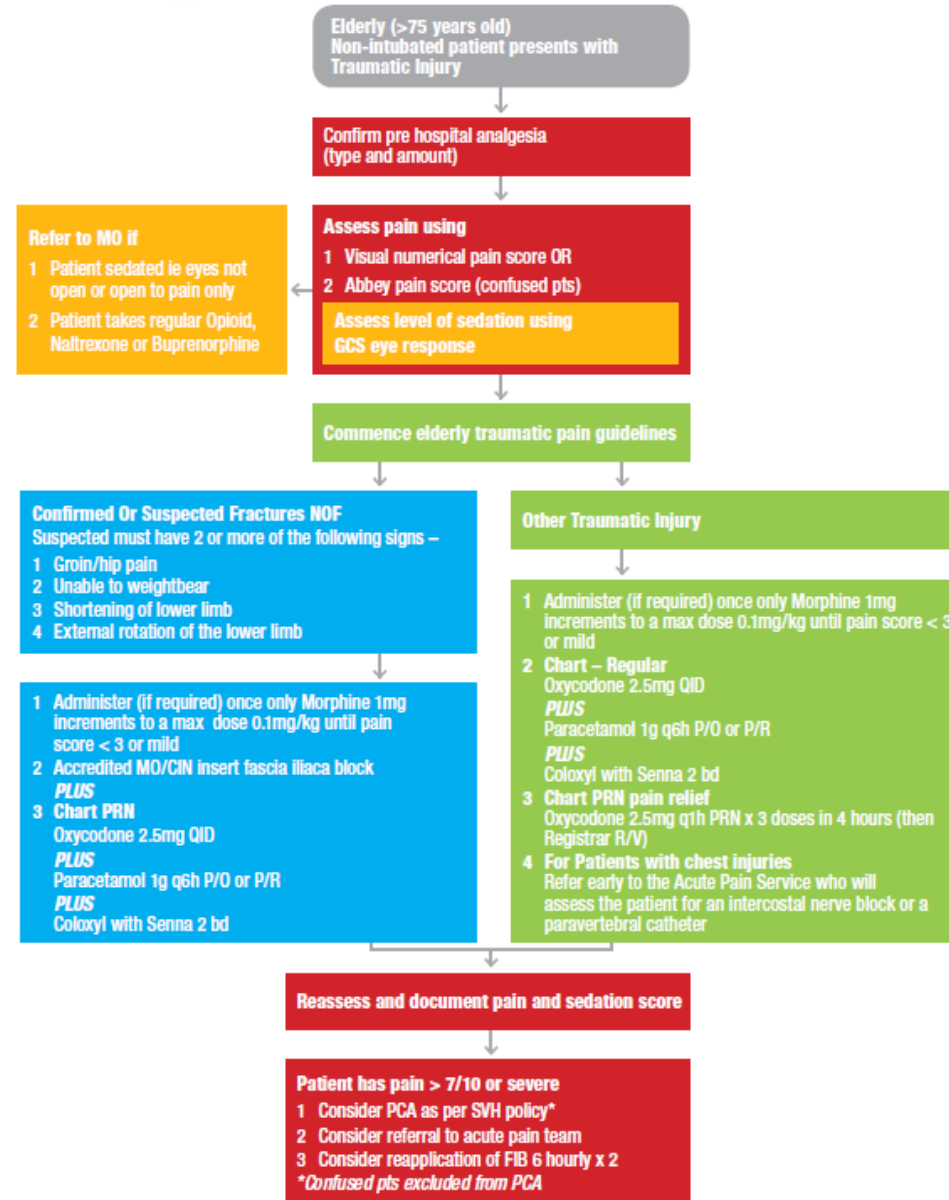 Elderly (>75 years old)
Non-intubated patient presents with
Traumatic Injury
Confirm pre hospital analgesia
(type and amount)
Refer to MO if
1 Patient sedated ie eyes not
open or open to pain only
2 Patient takes regular Opioid,
Naltrexone or Buprenorphine
Assess pain using
1 Visual numerical pain score OR
2 Abbey pain score (confused pts)
Assess level of sedation using
GCS eye response
Commence elderly traumatic pain guidelines
Confirmed Or Suspected Fractures NOF
Suspected must have 2 or more of the following signs –
1 Groin/hip pain
2 Unable to weightbear
3 Shortening of lower limb
4 External rotation of the lower limb
1 Administer (if required) once only Morphine 1mg
increments to a max dose 0.1mg/kg until pain
score < 3 or mild
2 Accredited MO/CIN insert fascia iliaca block
PLUS
3 Chart PRN
Oxycodone 2.5mg QID
PLUS
Paracetamol 1g q6h P/O or P/R
PLUS
Coloxyl with Senna 2 bd
Other Traumatic Injury
1 Administer (if required) once only Morphine 1mg
increments to a max dose 0.1mg/kg until pain score < 3
or mild
2 Chart – Regular
Oxycodone 2.5mg QID
PLUS
Paracetamol 1g q6h P/O or P/R
PLUS
Coloxyl with Senna 2 bd
3 Chart PRN pain relief
Oxycodone 2.5mg q1h PRN x 3 doses in 4 hours (then
Registrar R/V)
4 For Patients with chest injuries
Refer early to the Acute Pain Service who will
assess the patient for an intercostal nerve block or a
paravertebral catheter
Reassess and document pain and sedation score
Patient has pain > 7/10 or severe
1 Consider PCA as per SVH policy*
2 Consider referral to acute pain team
3 Consider reapplication of FIB 6 hourly x 2
*Confused pts excluded from PCA